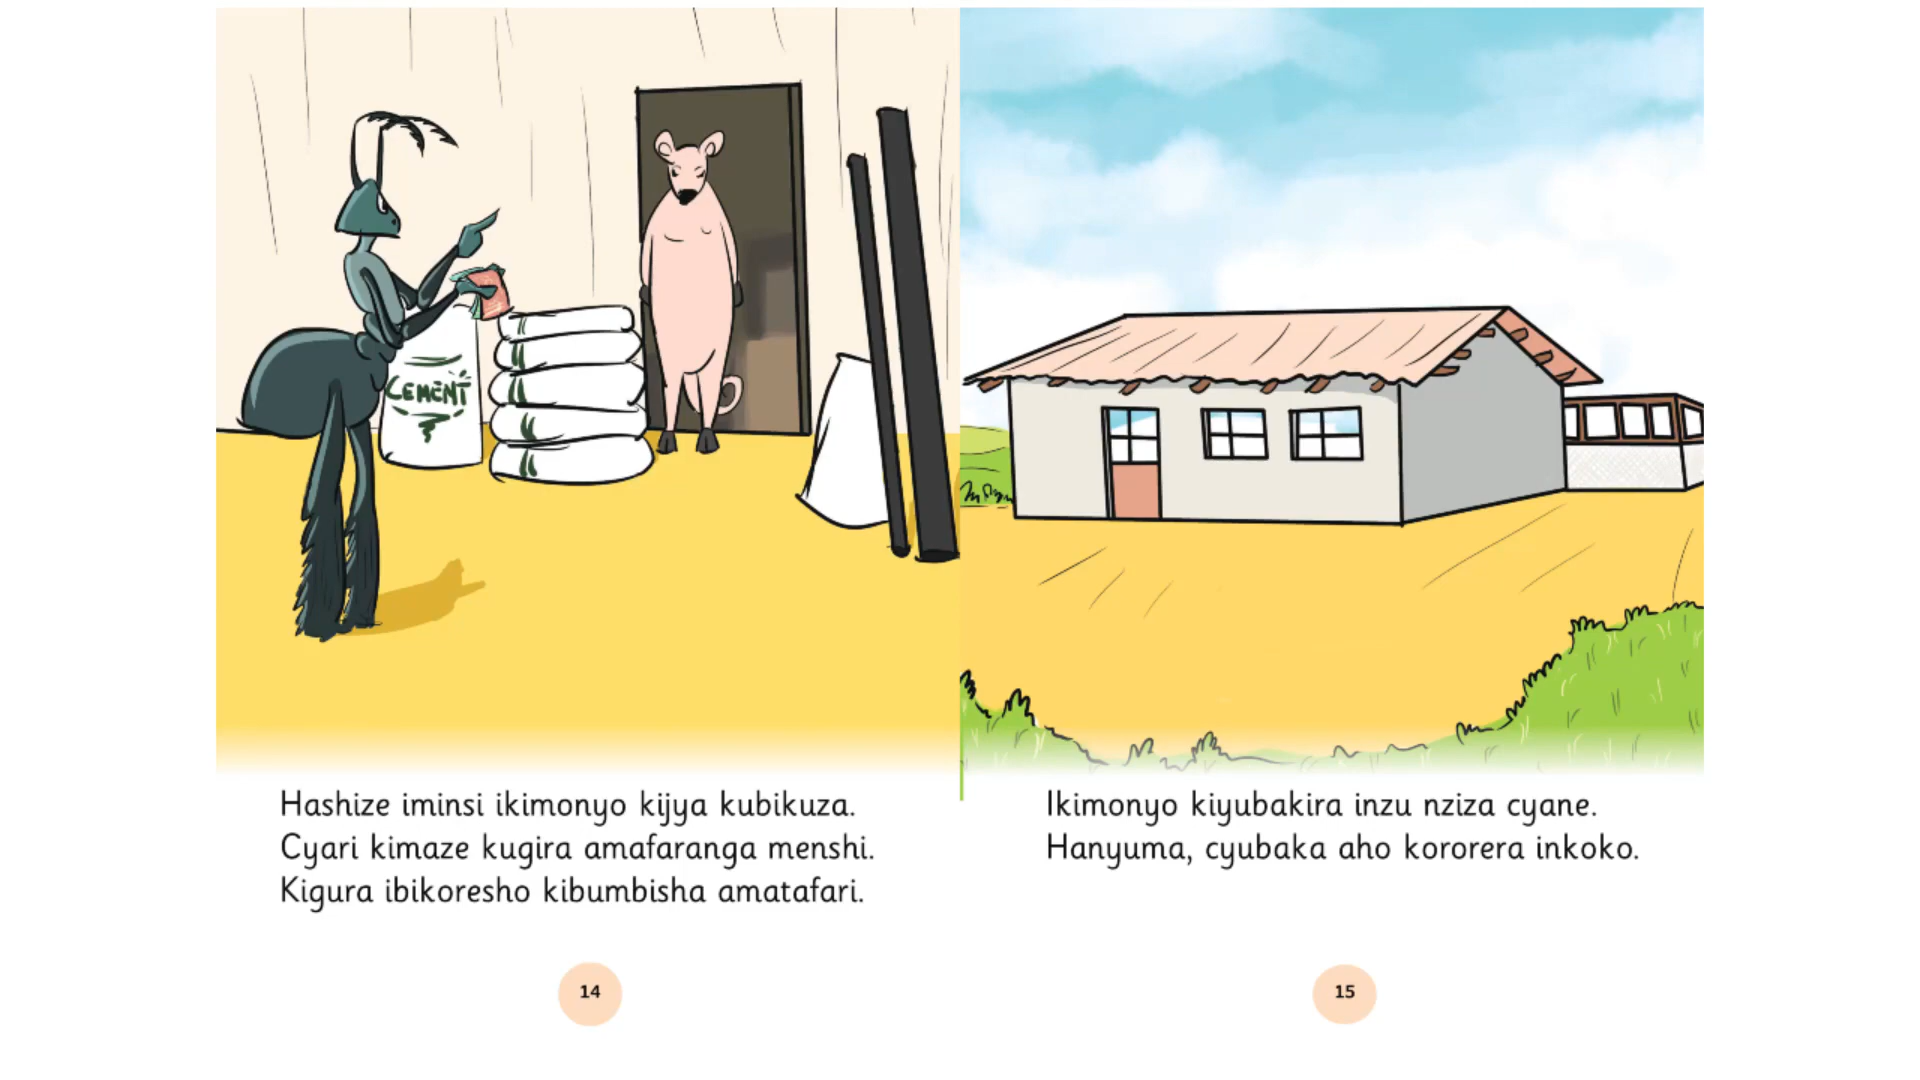 CEMENT
Hashize iminsi ikimonyo kijya kubikuza.
Cyari kimaze kugira amafaranga menshi.
Kigura ibikoresho kibumbisha amatafari.
14
Ikimonyo kiyubakira inzu nziza cyane.
Hanyuma, cyubaka aho kororera inkoko.
15